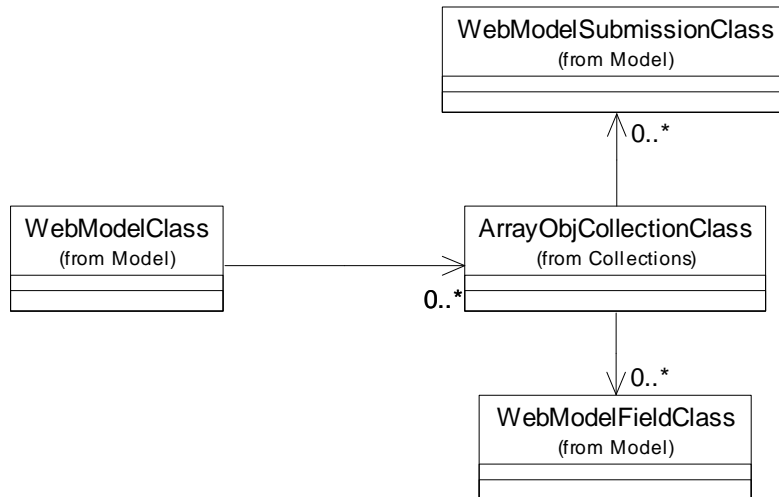 WebModelSubmissionClass
(from Model)
0..*
WebModelClass
(from Model)
0..*
ArrayObjCollectionClass
(from Collections)
0..*
WebModelFieldClass
(from Model)